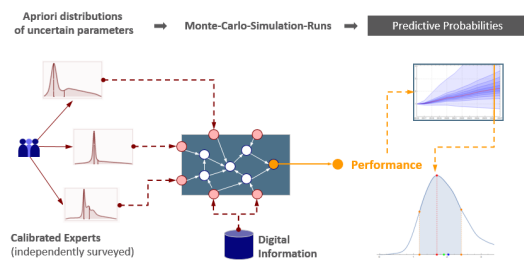 Apriori distributions
of uncertain parameters
Monte-Carlo-Simulation-Runs
Predictive Probabilities
Performance
Calibrated Experts
(independently surveyed)
Digital
Information